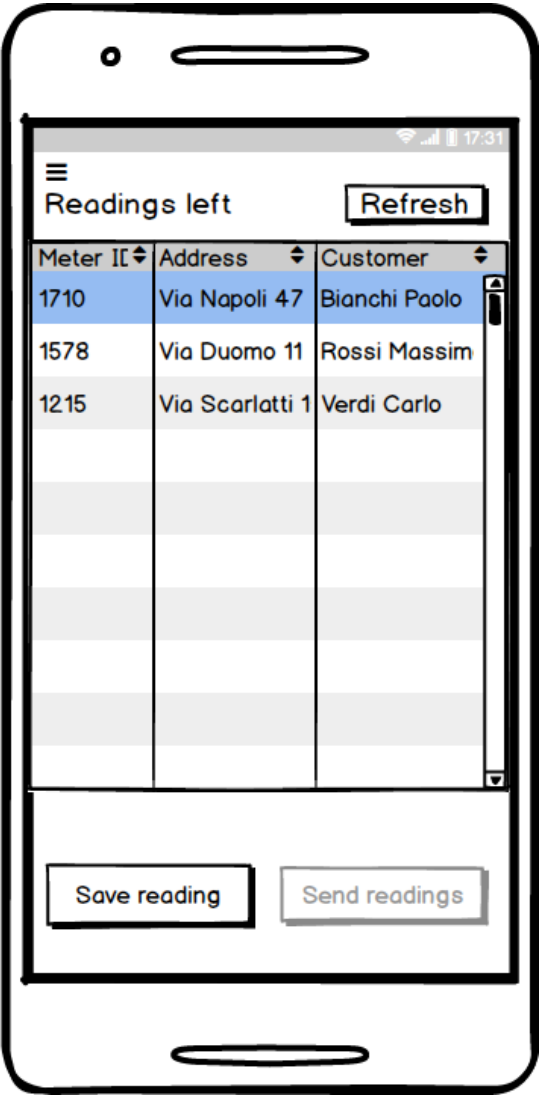 17:31
Readings left Refresh
Meter ID Address Customer
1710 Via Napoli 47 Bianchi Paolo
1578 Via Duomo 11 Rossi Massim
1215 Via Scarlatti 1 Verdi Carlo
Save reading Send readings